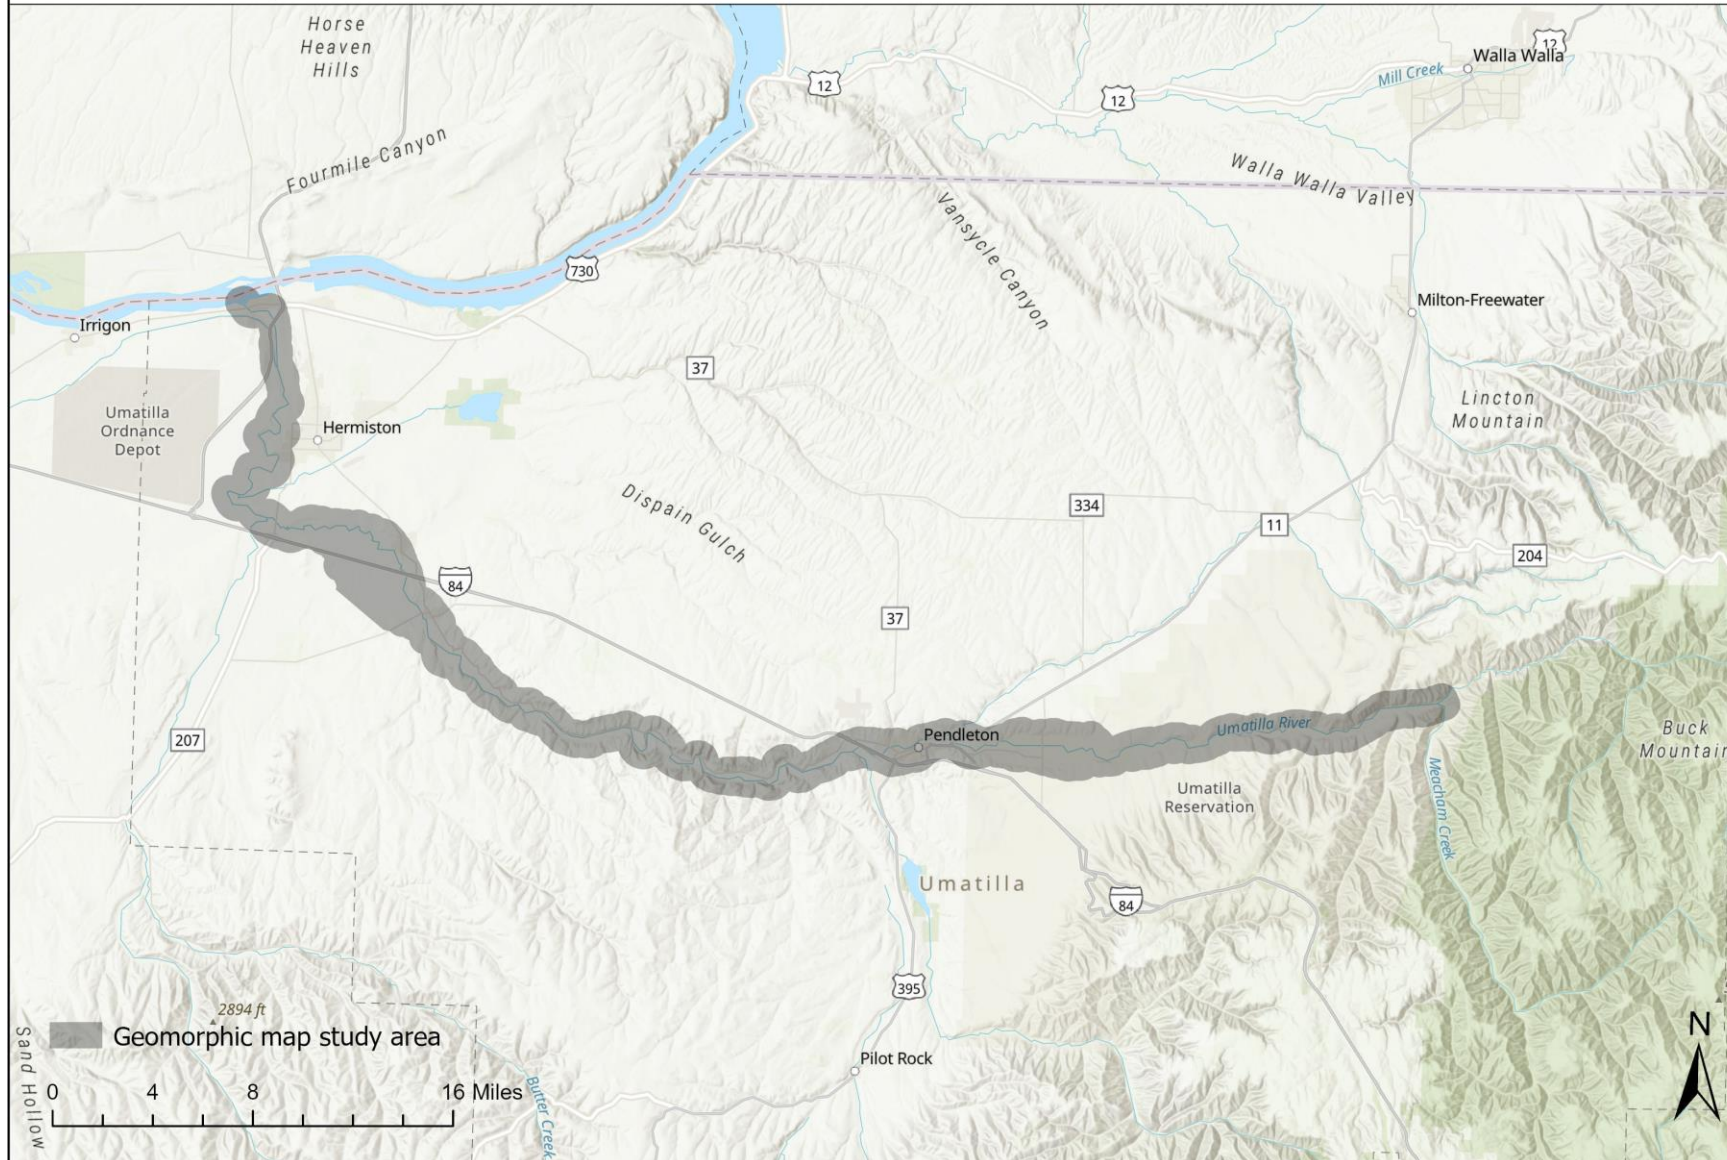 Horse
Heaven
Hills
12
Walla Walla
12
Mill Creek
12
Fourmile Canyon
Walla Walla Valley
Vansycle Canyon
730
Milton-Freewater
Irrigon
37
Lincton
Mountain
Umatilla
Ordnance
Depot
Hermiston
Dispain Gulch
334
11
204
84
37
Umatilla River
Pendleton
207
Buck
Mountain
Umatilla
Reservation
Meacham Creek
Umatilla
84
395
2894 ft
Sand Hollow
Geomorphic map study area
N
Pilot Rock
0 4 8 16 Miles
Butter Creek